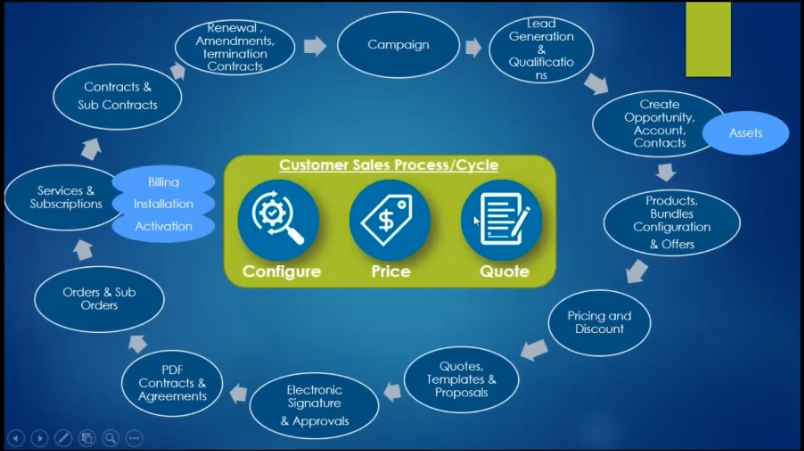 Renewal ,
Amendments,
termination
Contracts
Campaign
Lead
Generation
&
Qualificatio
ns
Create
Opportunity,
Account,
Contacts
Assets
Products,
Bundles
Configuration
& Offers
Pricing and
Discount
Quotes,
Templates &
Proposals
Electronic
Signature
& Approvals
PDF
Contracts &
Agreements
Orders & Sub
Orders
Services &
Subscriptions
Billing
Installation
Activation
Contracts &
Sub Contracts
Customer Sales Process/Cycle
$
Configure
Price
Quote